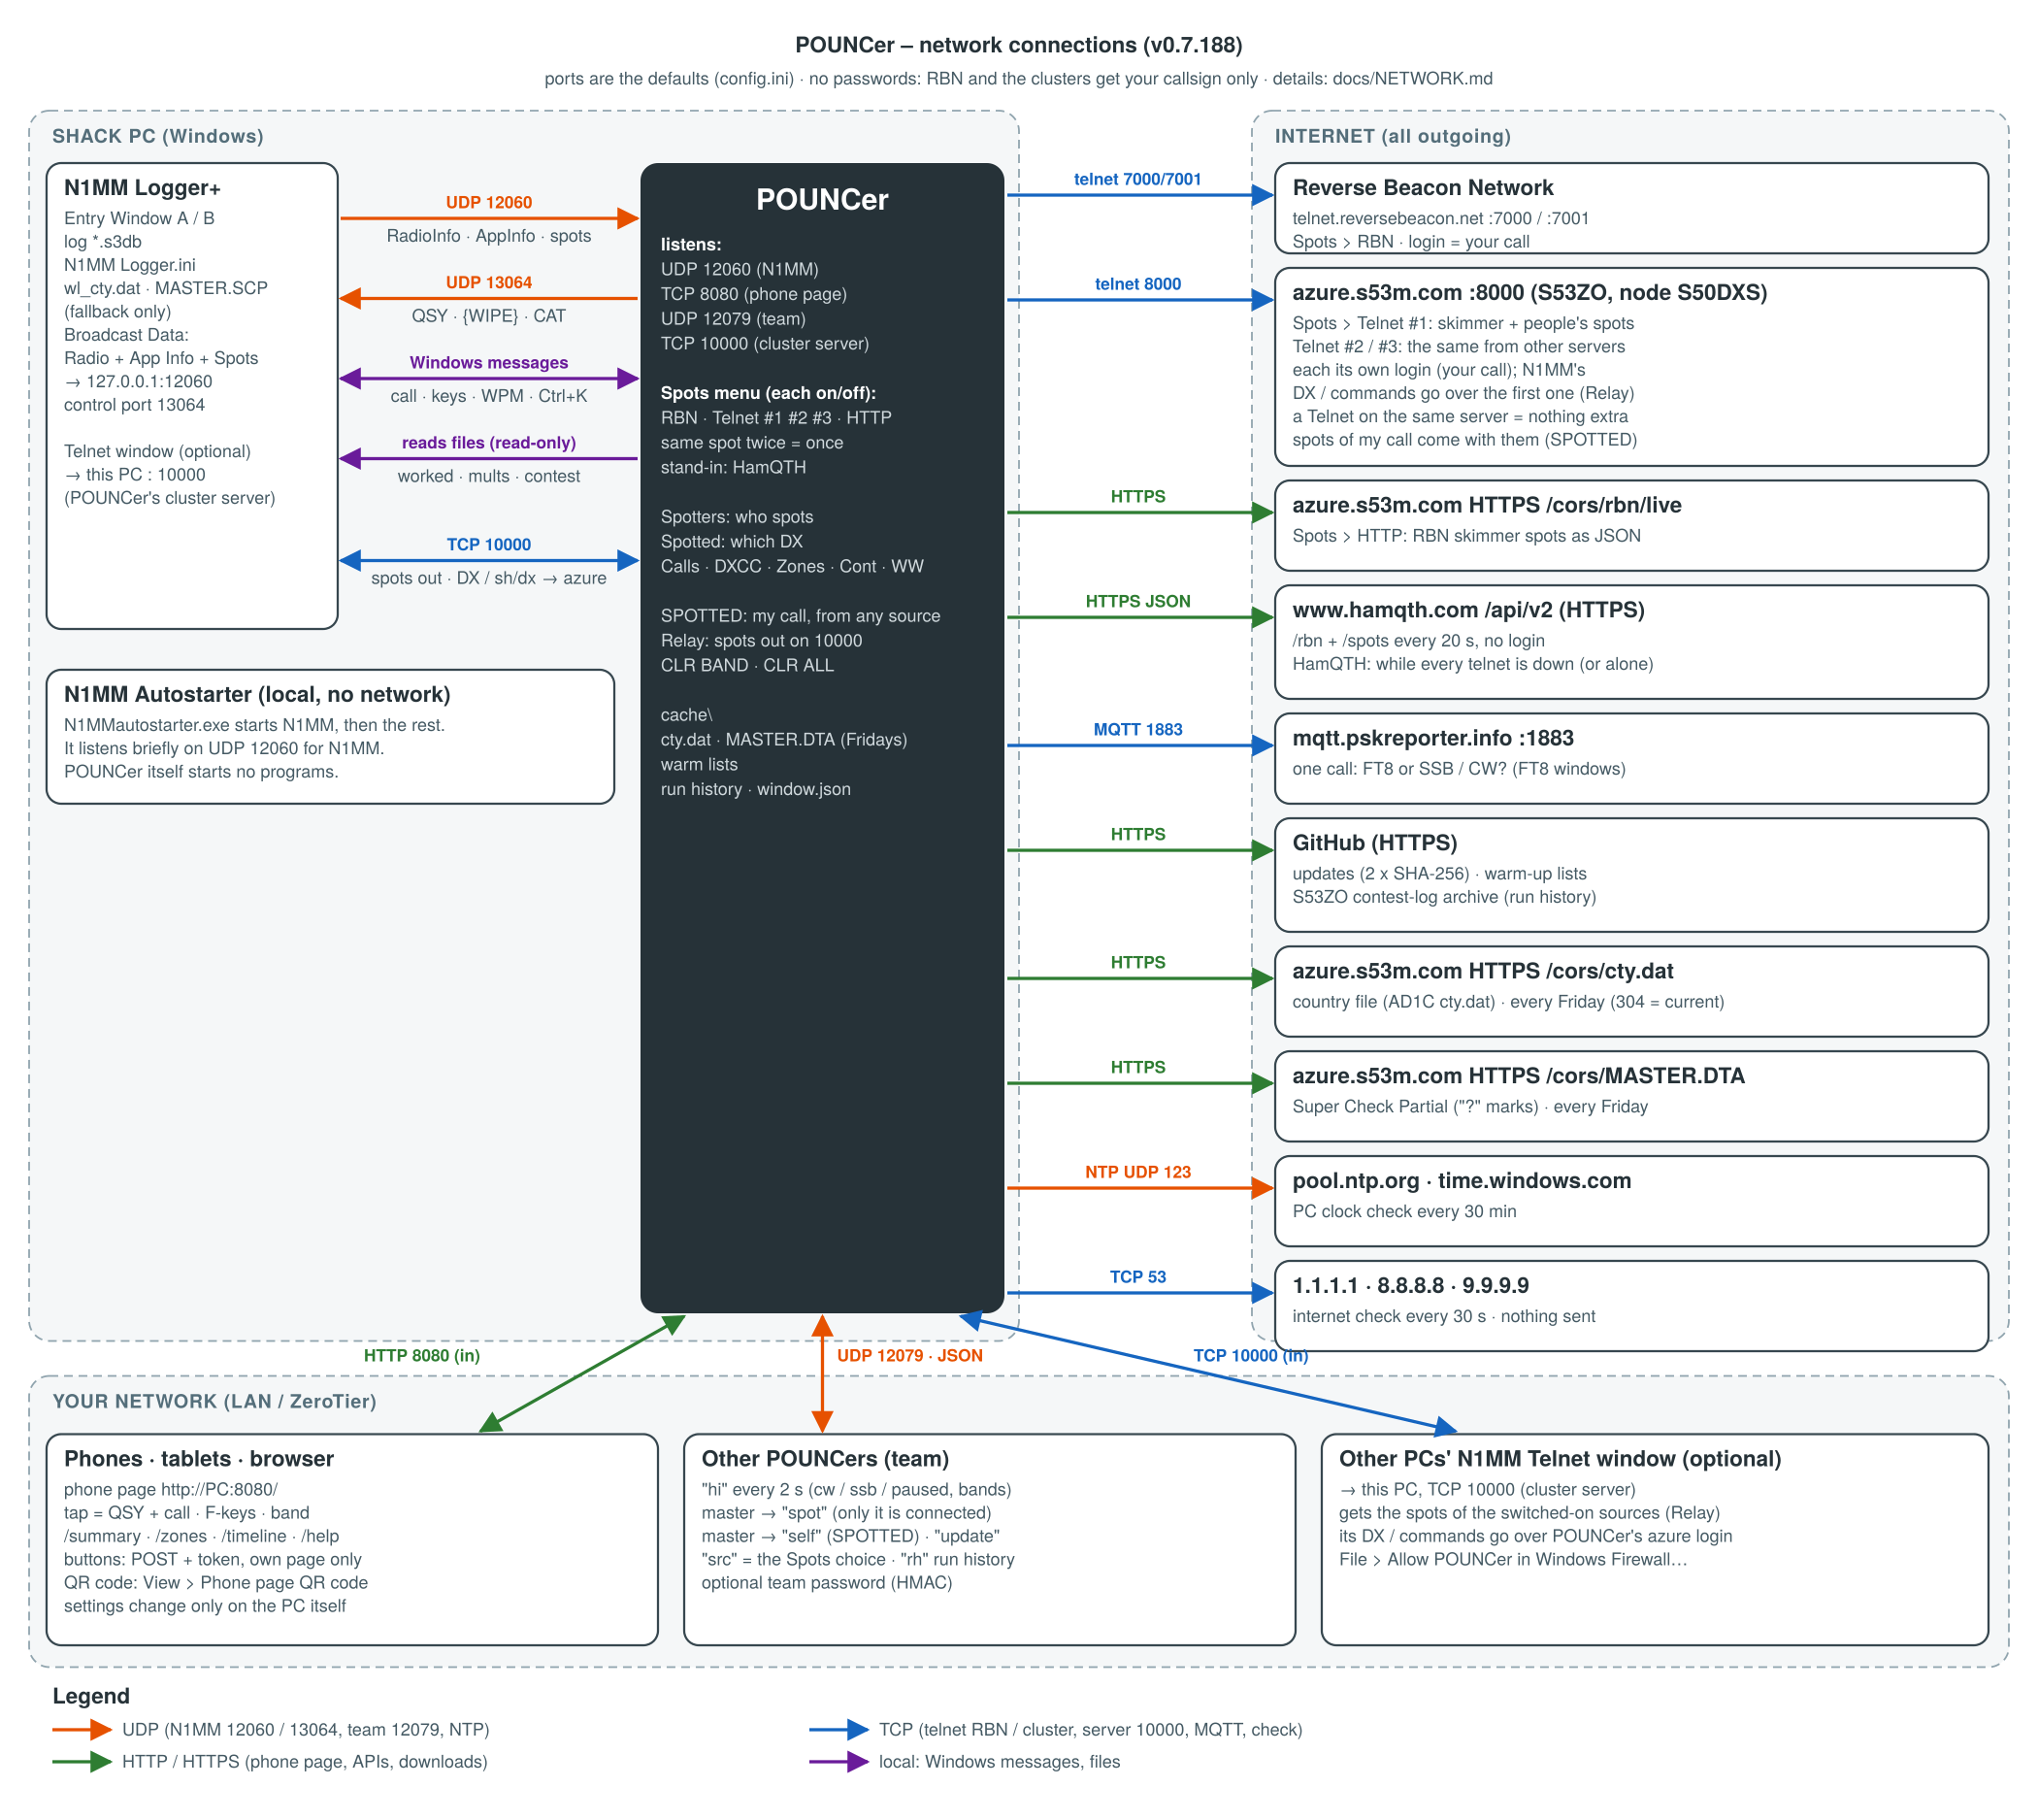 POUNCer – network connections (v0.7.188)
ports are the defaults (config.ini) · no passwords: RBN and the clusters get your callsign only · details: docs/NETWORK.md
SHACK PC (Windows)
N1MM Logger+
Entry Window A / B
log *.s3db
N1MM Logger.ini
wl_cty.dat · MASTER.SCP
(fallback only)
Broadcast Data:
Radio + App Info + Spots
→ 127.0.0.1:12060
control port 13064
Telnet window (optional)
→ this PC : 10000
(POUNCer's cluster server)
UDP 12060
RadioInfo · AppInfo · spots
UDP 13064
QSY · {WIPE} · CAT
Windows messages
call · keys · WPM · Ctrl+K
reads files (read-only)
worked · mults · contest
TCP 10000
spots out · DX / sh/dx → azure
N1MM Autostarter (local, no network)
N1MMautostarter.exe starts N1MM, then the rest.
It listens briefly on UDP 12060 for N1MM.
POUNCer itself starts no programs.
POUNCer
listens:
UDP 12060 (N1MM)
TCP 8080 (phone page)
UDP 12079 (team)
TCP 10000 (cluster server)
Spots menu (each on/off):
RBN · Telnet #1 #2 #3 · HTTP
same spot twice = once
stand-in: HamQTH
Spotters: who spots
Spotted: which DX
Calls · DXCC · Zones · Cont · WW
SPOTTED: my call, from any source
Relay: spots out on 10000
CLR BAND · CLR ALL
cache\
cty.dat · MASTER.DTA (Fridays)
warm lists
run history · window.json
telnet 7000/7001
telnet 8000
HTTPS
HTTPS JSON
MQTT 1883
HTTPS
HTTPS
HTTPS
NTP UDP 123
TCP 53
INTERNET (all outgoing)
Reverse Beacon Network
telnet.reversebeacon.net :7000 / :7001
Spots > RBN · login = your call
azure.s53m.com :8000 (S53ZO, node S50DXS)
Spots > Telnet #1: skimmer + people's spots
Telnet #2 / #3: the same from other servers
each its own login (your call); N1MM's
DX / commands go over the first one (Relay)
a Telnet on the same server = nothing extra
spots of my call come with them (SPOTTED)
azure.s53m.com HTTPS /cors/rbn/live
Spots > HTTP: RBN skimmer spots as JSON
www.hamqth.com /api/v2 (HTTPS)
/rbn + /spots every 20 s, no login
HamQTH: while every telnet is down (or alone)
mqtt.pskreporter.info :1883
one call: FT8 or SSB / CW? (FT8 windows)
GitHub (HTTPS)
updates (2 x SHA-256) · warm-up lists
S53ZO contest-log archive (run history)
azure.s53m.com HTTPS /cors/cty.dat
country file (AD1C cty.dat) · every Friday (304 = current)
azure.s53m.com HTTPS /cors/MASTER.DTA
Super Check Partial ("?" marks) · every Friday
pool.ntp.org · time.windows.com
PC clock check every 30 min
1.1.1.1 · 8.8.8.8 · 9.9.9.9
internet check every 30 s · nothing sent
HTTP 8080 (in)
UDP 12079 · JSON
TCP 10000 (in)
YOUR NETWORK (LAN / ZeroTier)
Phones · tablets · browser
phone page http://PC:8080/
tap = QSY + call · F-keys · band
/summary · /zones · /timeline · /help
buttons: POST + token, own page only
QR code: View > Phone page QR code
settings change only on the PC itself
Other POUNCers (team)
"hi" every 2 s (cw / ssb / paused, bands)
master → "spot" (only it is connected)
master → "self" (SPOTTED) · "update"
"src" = the Spots choice · "rh" run history
optional team password (HMAC)
Other PCs' N1MM Telnet window (optional)
→ this PC, TCP 10000 (cluster server)
gets the spots of the switched-on sources (Relay)
its DX / commands go over POUNCer's azure login
File > Allow POUNCer in Windows Firewall…
Legend
UDP (N1MM 12060 / 13064, team 12079, NTP)
TCP (telnet RBN / cluster, server 10000, MQTT, check)
HTTP / HTTPS (phone page, APIs, downloads)
local: Windows messages, files